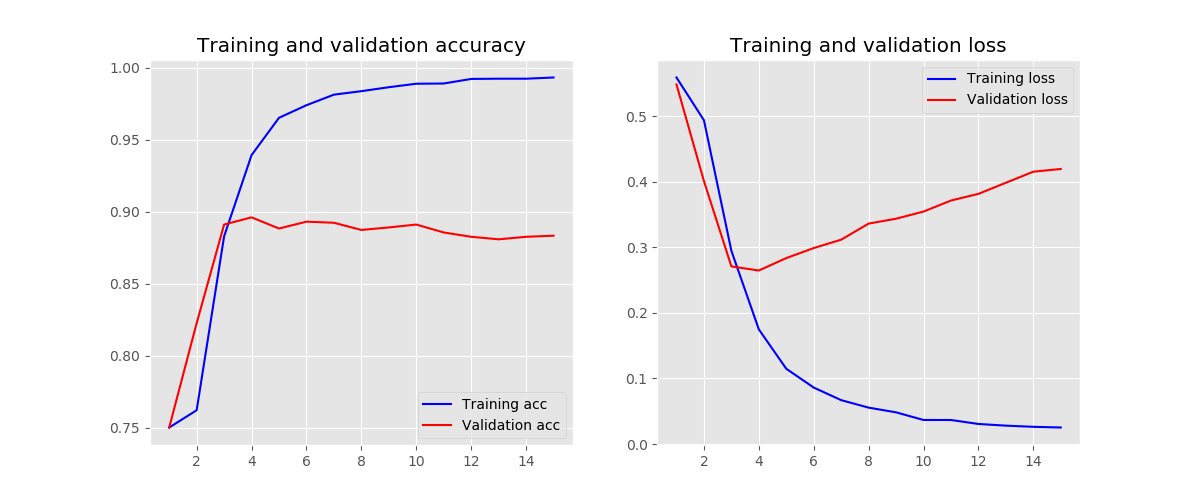 Training and validation accuracy
1.00
0.95
0.90
0.85
0.80
0.75
2 4 6 8 10 12 14
Training acc
Validation acc
Training and validation loss
0.5
0.4
0.3
0.2
0.1
0.0
2 4 6 8 10 12 14
Training loss
Validation loss